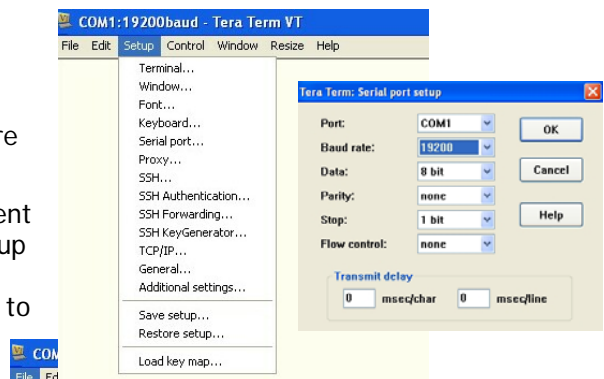 COM1:19200baud - Tera Term VT
File Edit Setup Control Window Resize Help
Terminal...
Window...
Font...
Keyboard...
Serial port...
Proxy...
SSH...
SSH Authentication...
SSH Forwarding...
SSH KeyGenerator...
TCP/IP...
General...
Additional settings...
Save setup...
Restore setup...
Load key map...
Tera Term: Serial port setup
Port: COM1 OK
Baud rate: 19200
Data: 8 bit Cancel
Parity: none
Stop: 1 bit Help
Flow control: none
Transmit delay
0 msec/char 0 msec/line
re
ent
up
to
COM
File Ed